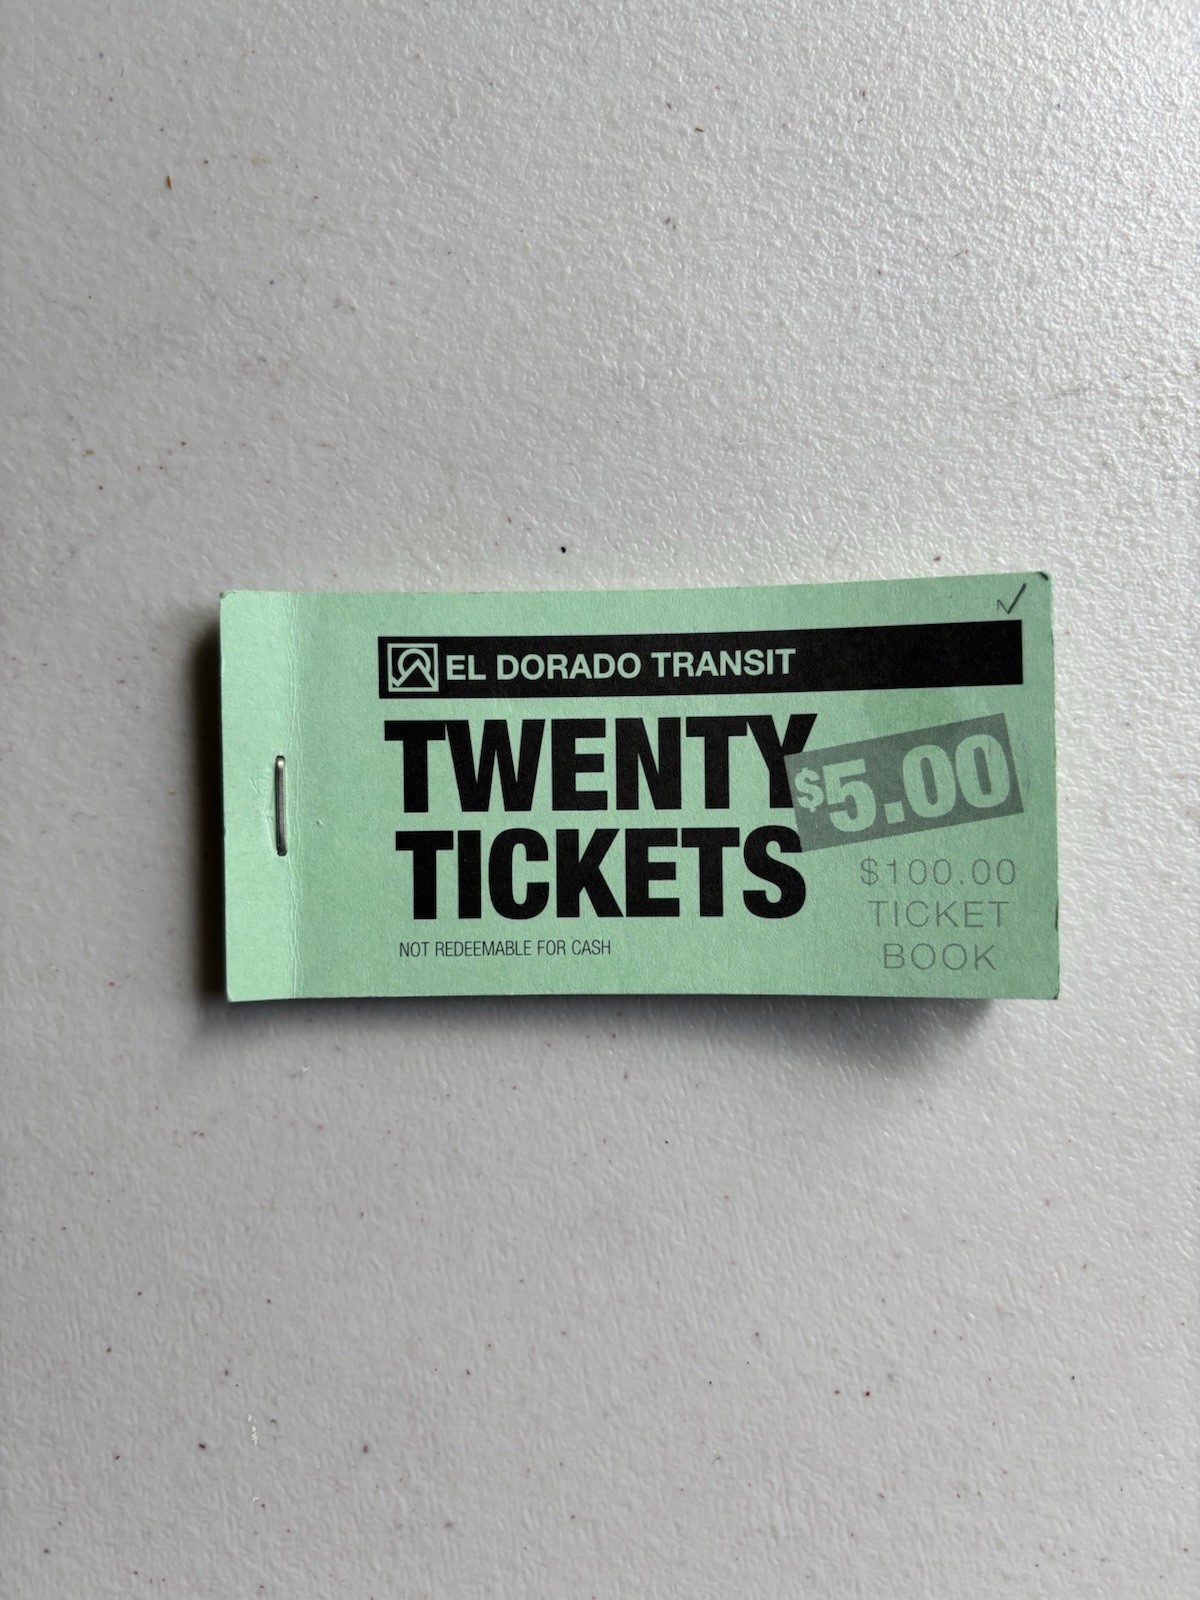 EL DORADO TRANSIT
TWENTY
TICKETS
$5.00
$100.00
TICKET
BOOK
NOT REDEEMABLE FOR CASH